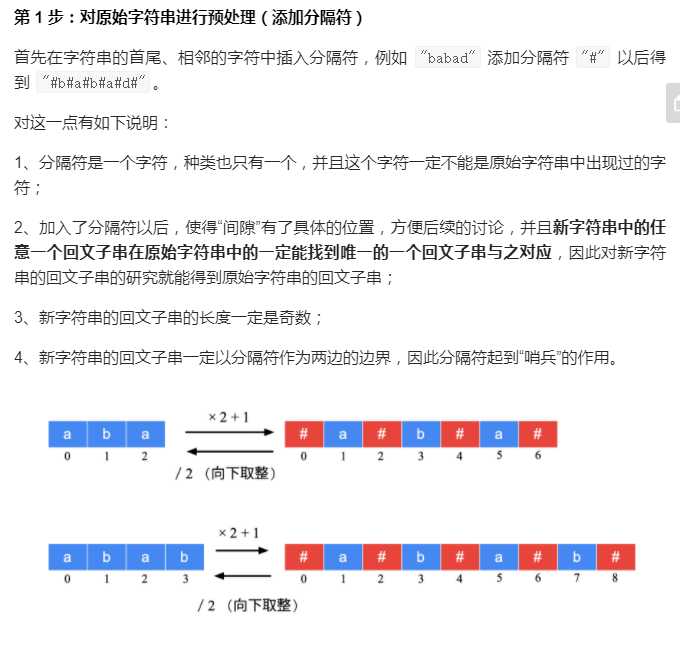 第 1 步：对原始字符串进行预处理（添加分隔符）
首先在字符串的首尾、相邻的字符中插入分隔符，例如 "babad" 添加分隔符 "#" 以后得
到 "#b#a#b#a#d#" 。
对这一点有如下说明：
1、分隔符是一个字符，种类也只有一个，并且这个字符一定不能是原始字符串中出现过的字
符；
2、加入了分隔符以后，使得“间隙”有了具体的位置，方便后续的讨论，并且新字符串中的任
意一个回文子串在原始字符串中的一定能找到唯一的一个回文子串与之对应，因此对新字符
串的回文子串的研究就能得到原始字符串的回文子串；
3、新字符串的回文子串的长度一定是奇数；
4、新字符串的回文子串一定以分隔符作为两边的边界，因此分隔符起到“哨兵”的作用。
×2+1
a b a # a # b # a #
0 1 2 0 1 2 3 4 5 6
/ 2 （向下取整）
×2+1
a b a b # a # b # a # b #
0 1 2 3 0 1 2 3 4 5 6 7 8
/ 2 （向下取整）